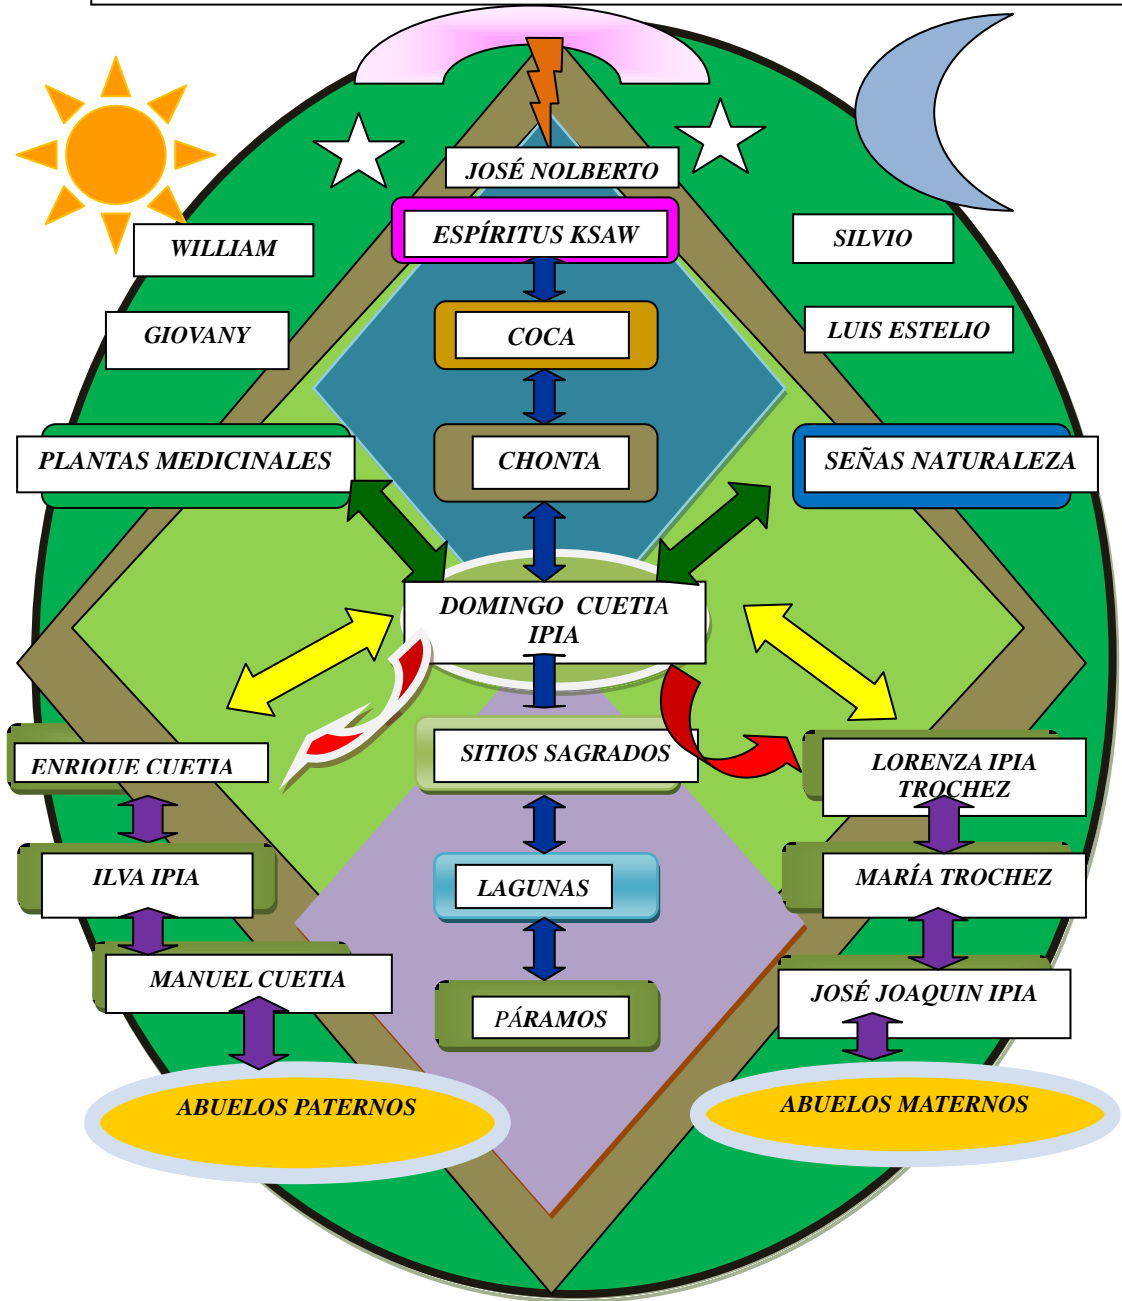 JOSÉ NOLBERTO
ESPÍRITUS KSAW
WILLIAM
SILVIO
GIOVANY
COCA
LUIS ESTELIO
PLANTAS MEDICINALES
CHONTA
SEÑAS NATURALEZA
DOMINGO CUETIA
IPIA
ENRIQUE CUETIA
SITIOS SAGRADOS
LORENZA IPIA
TROCHEZ
ILVA IPIA
LAGUNAS
MARÍA TROCHEZ
MANUEL CUETIA
PÁRAMOS
JOSÉ JOAQUIN IPIA
ABUELOS PATERNOS
ABUELOS MATERNOS